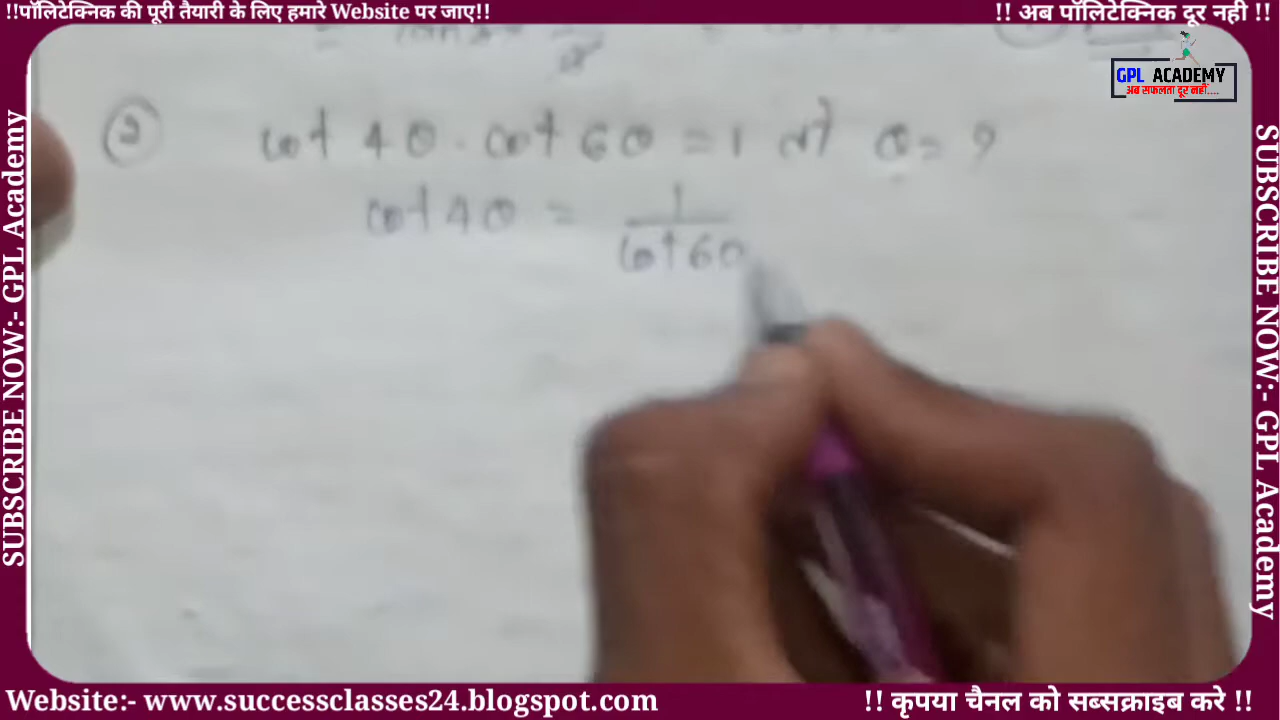 !!पॉलिटेक्निक की पूरी तैयारी के लिए हमारे Website पर जाए!!
!! अब पॉलिटेक्निक दूर नही !!
GPL ACADEMY
अब सफलता दूर नहीं....
② cot 4θ . cot 6θ = 1 तो θ = ?
cot 4θ = 1 / cot 6θ
SUBSCRIBE NOW:- GPL Academy
SUBSCRIBE NOW:- GPL Academy
Website:- www.successclasses24.blogspot.com
!! कृपया चैनल को सब्सक्राइब करे !!